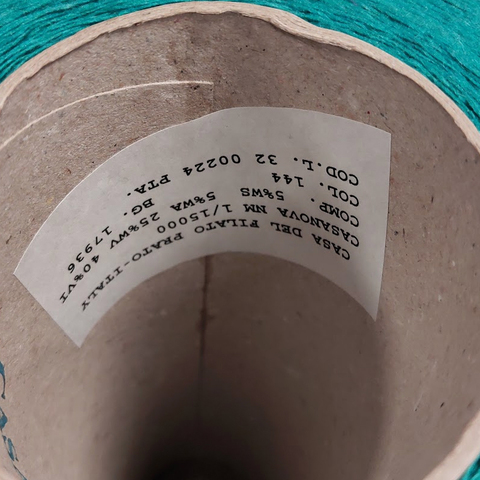 CASA DEL FILATO PRATO-ITALY
CASANOVA NM 1/15000 25%WV 40%VI
COMP. 5%WS 5%WA BG. 17936
COL. 144
COD.L. 32 00224 PTA.